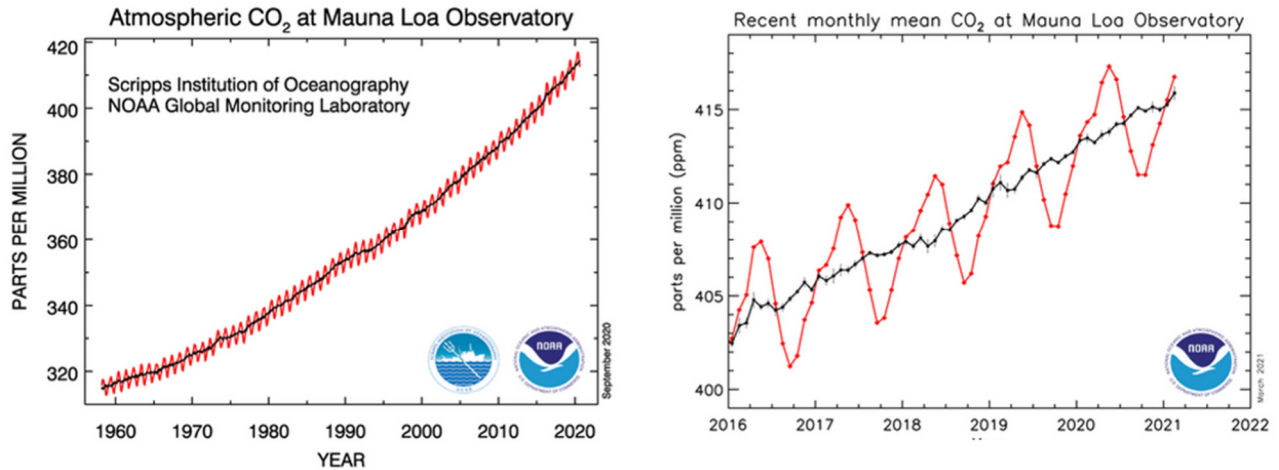 Atmospheric CO₂ at Mauna Loa Observatory
Scripps Institution of Oceanography
NOAA Global Monitoring Laboratory
PARTS PER MILLION
420
400
380
360
340
320
1960 1970 1980 1990 2000 2010 2020
YEAR
September 2020
NOAA
Recent monthly mean CO₂ at Mauna Loa Observatory
parts per million (ppm)
415
410
405
400
2016 2017 2018 2019 2020 2021 2022
March 2021
NOAA